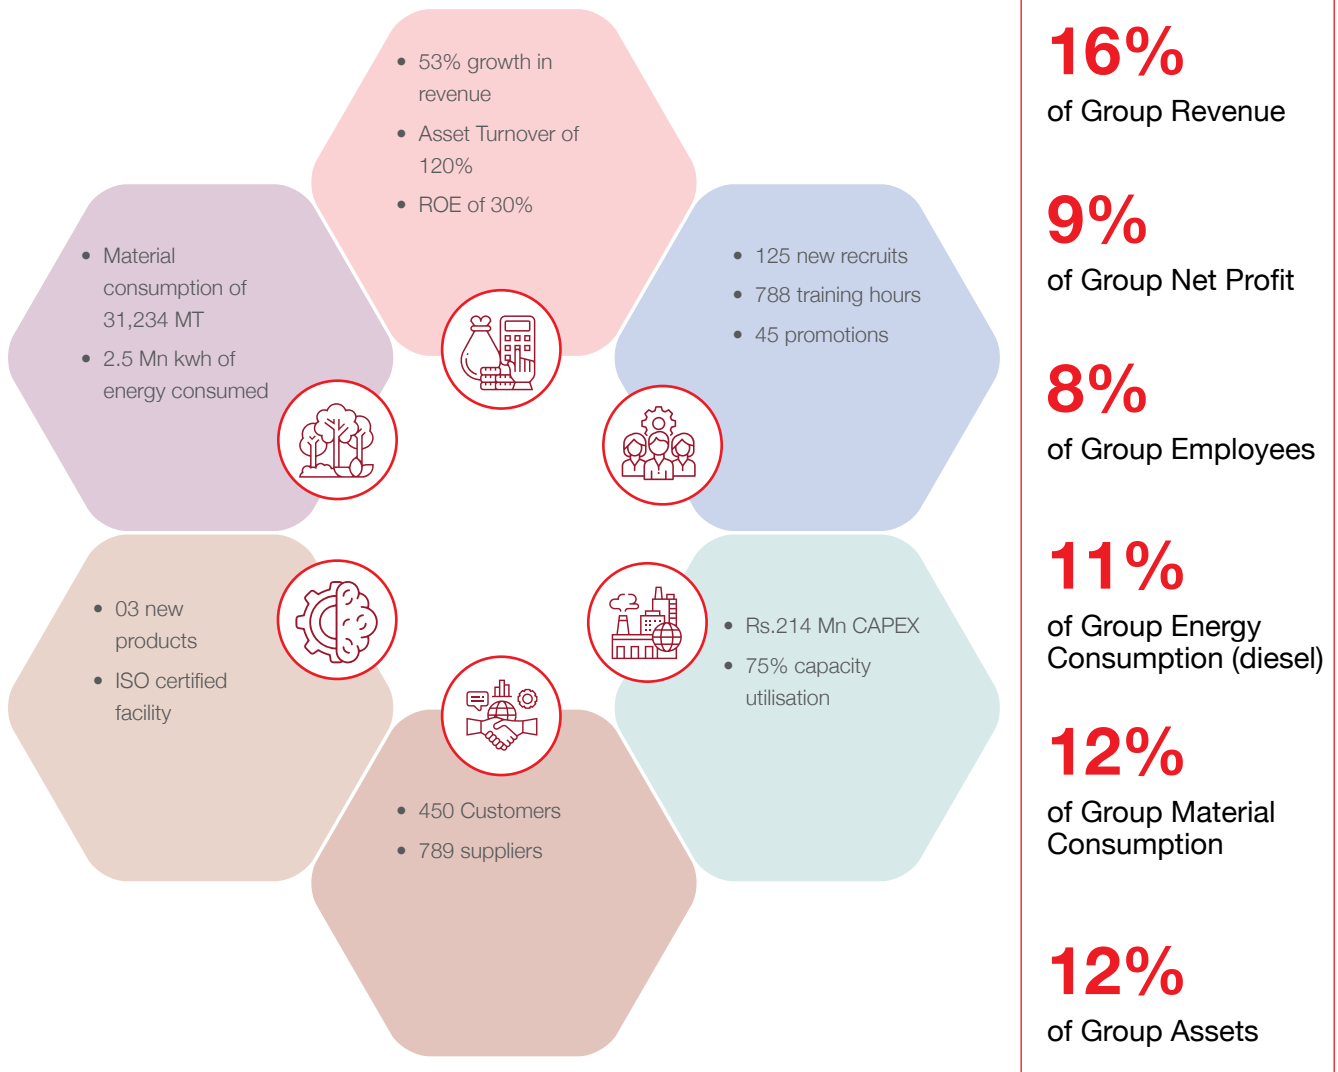 • 53% growth in
revenue
• Asset Turnover of
120%
• ROE of 30%
• Material
consumption of
31,234 MT
• 2.5 Mn kwh of
energy consumed
• 125 new recruits
• 788 training hours
• 45 promotions
• 03 new
products
• ISO certified
facility
• Rs.214 Mn CAPEX
• 75% capacity
utilisation
• 450 Customers
• 789 suppliers
16%
of Group Revenue
9%
of Group Net Profit
8%
of Group Employees
11%
of Group Energy
Consumption (diesel)
12%
of Group Material
Consumption
12%
of Group Assets